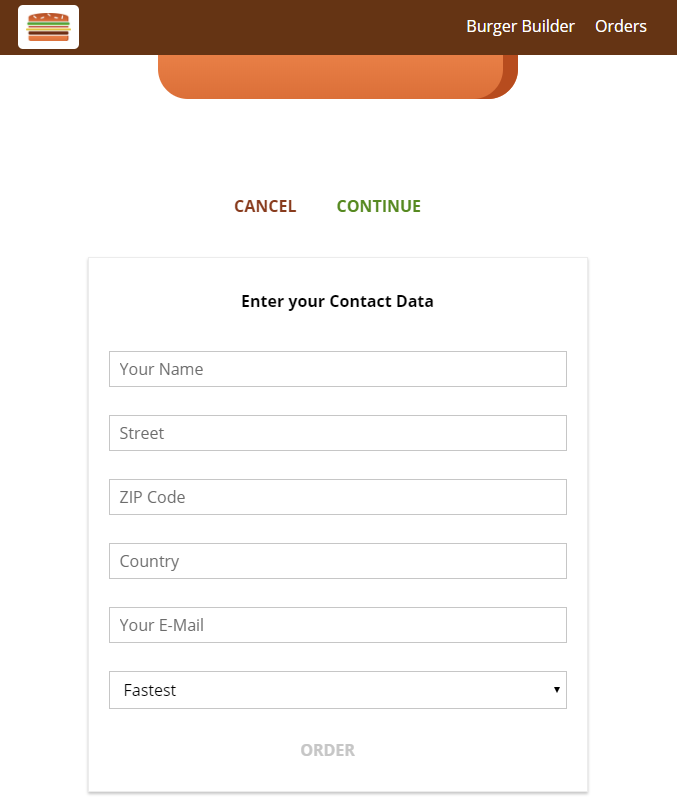 Burger Builder Orders
CANCEL CONTINUE
Enter your Contact Data
Your Name
Street
ZIP Code
Country
Your E-Mail
Fastest
ORDER